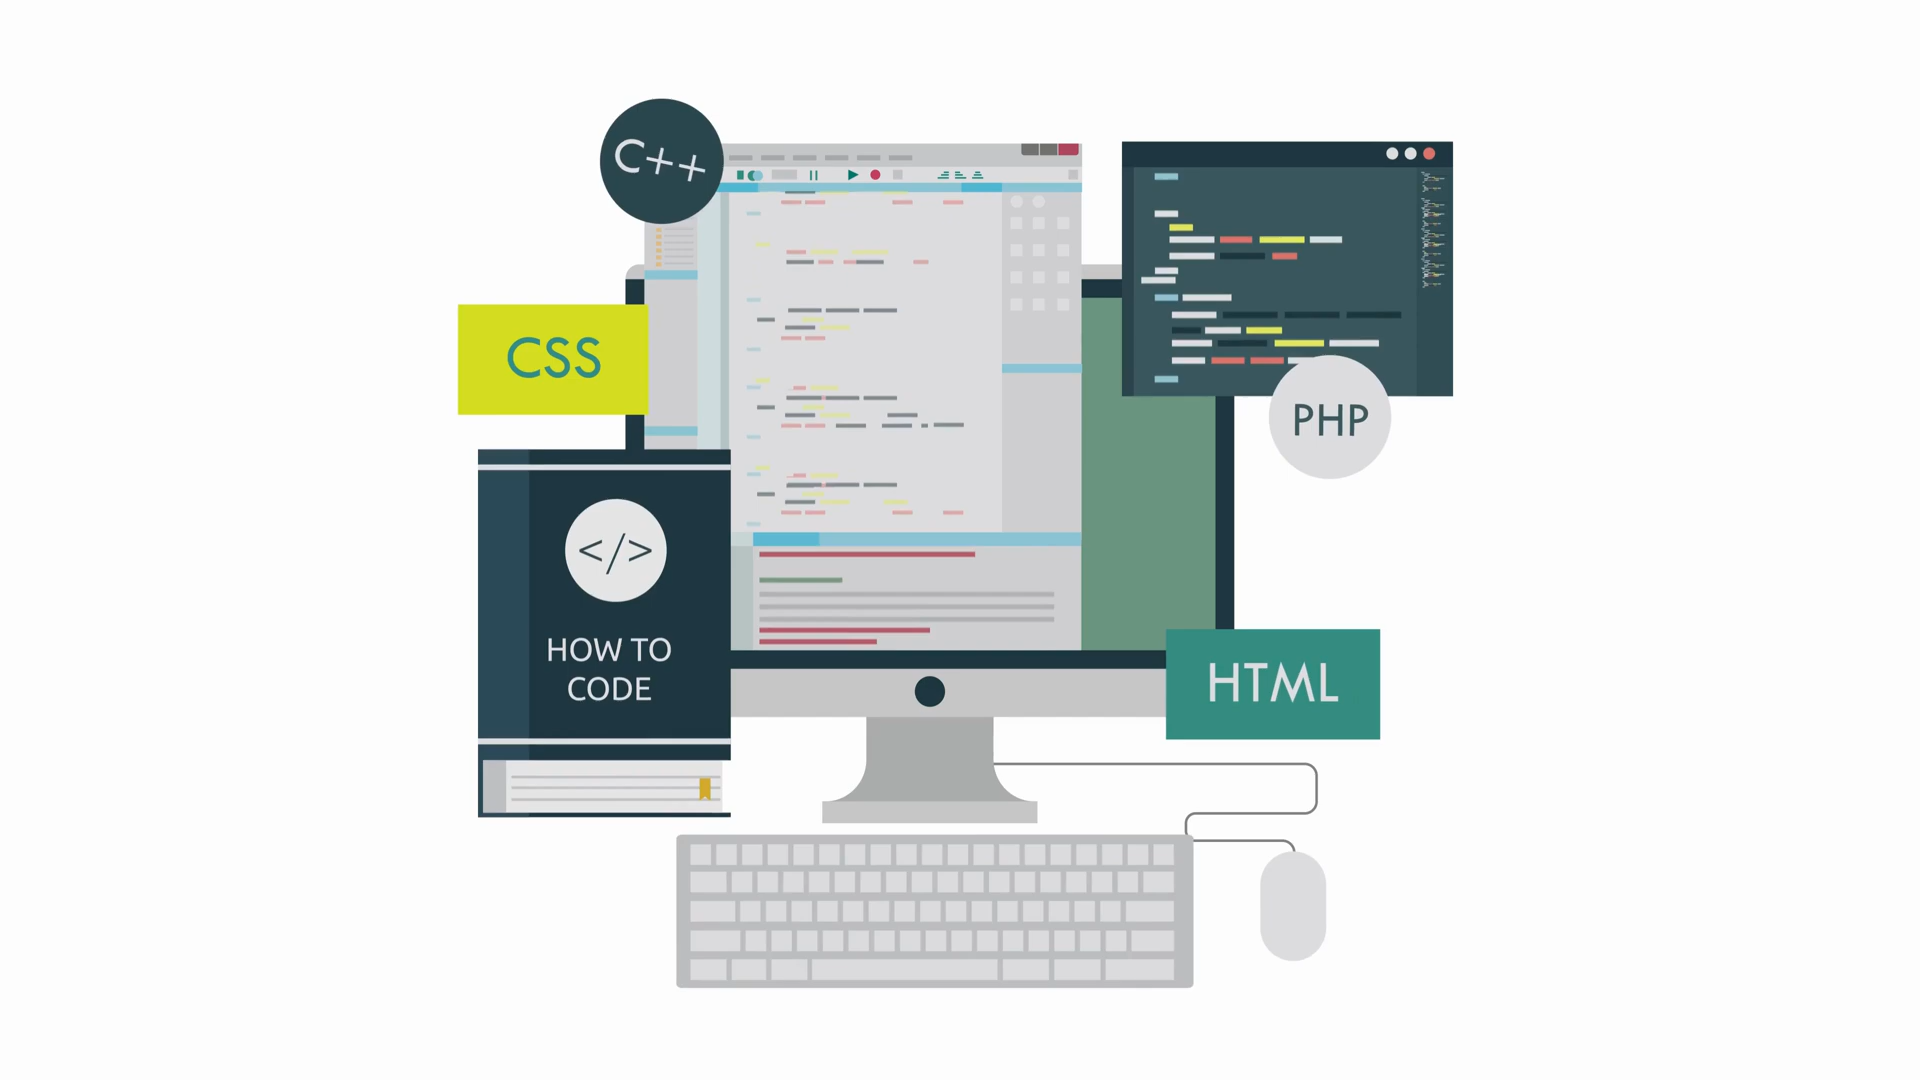 C++
CSS
PHP
</>
HOW TO
CODE
HTML